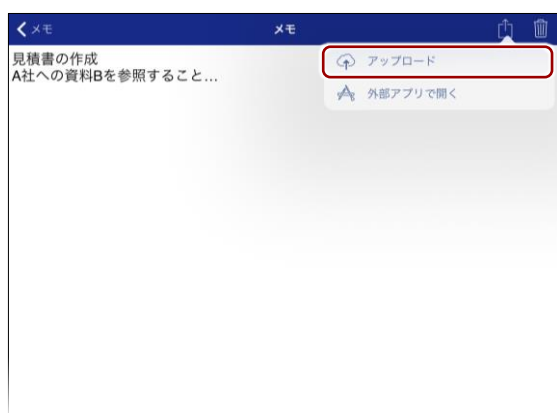 メモ
メモ
見積書の作成
A社への資料Bを参照すること...
アップロード
外部アプリで開く